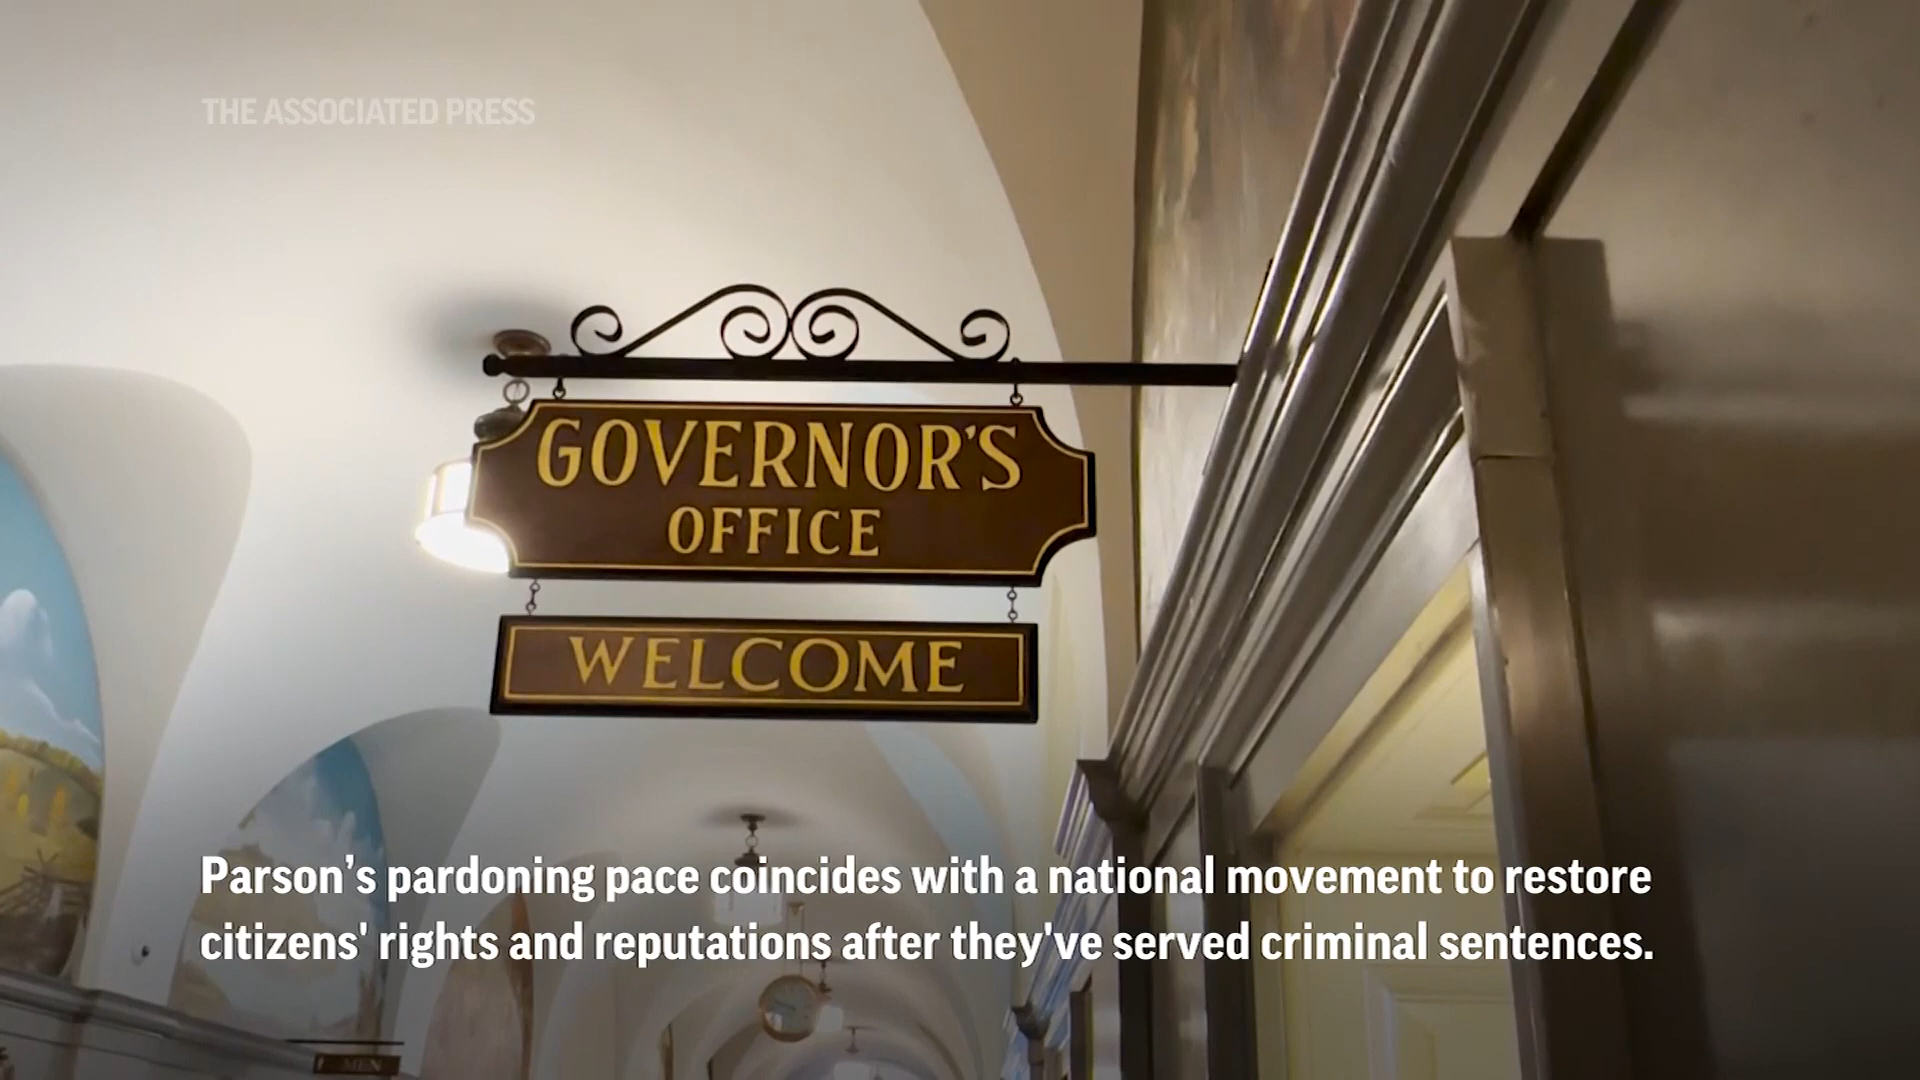 THE ASSOCIATED PRESS
GOVERNOR'S
OFFICE
WELCOME
Parson’s pardoning pace coincides with a national movement to restore
citizens' rights and reputations after they've served criminal sentences.
MEN